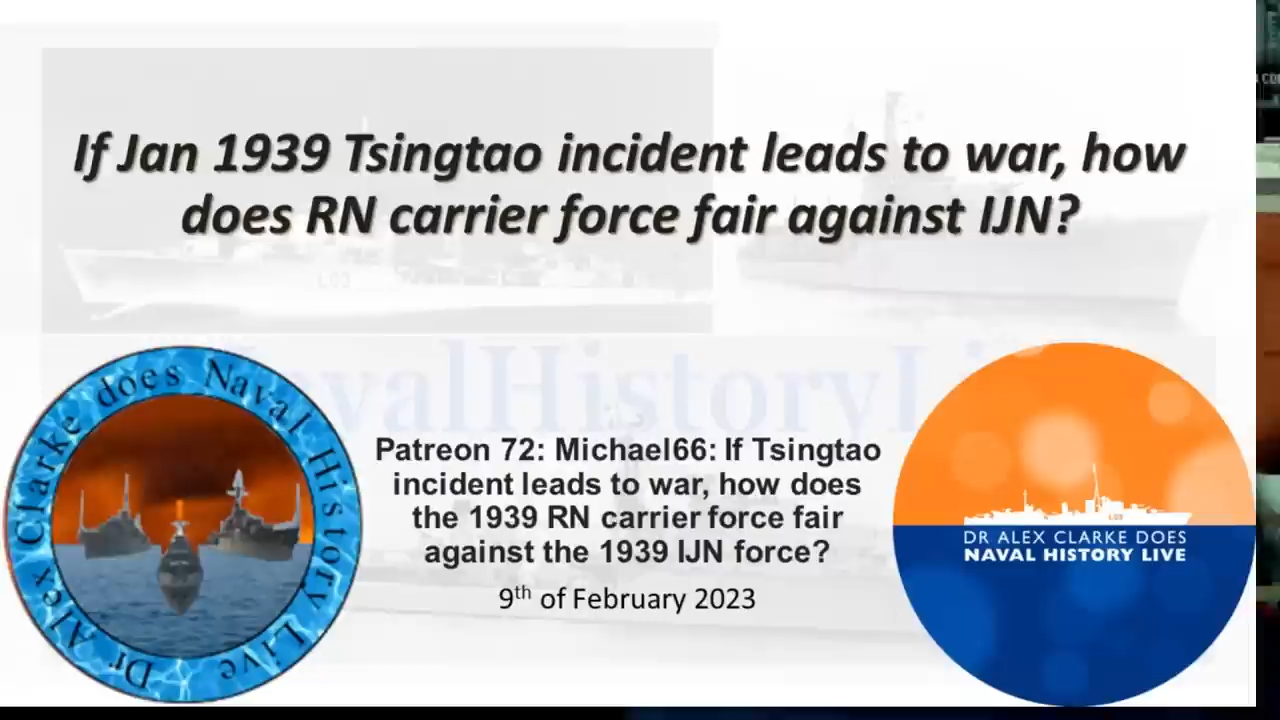 If Jan 1939 Tsingtao incident leads to war, how
does RN carrier force fair against IJN?
Dr Alex Clarke does Naval History Live
Patreon 72: Michael66: If Tsingtao
incident leads to war, how does
the 1939 RN carrier force fair
against the 1939 IJN force?
9th of February 2023
L03
DR ALEX CLARKE DOES
NAVAL HISTORY LIVE